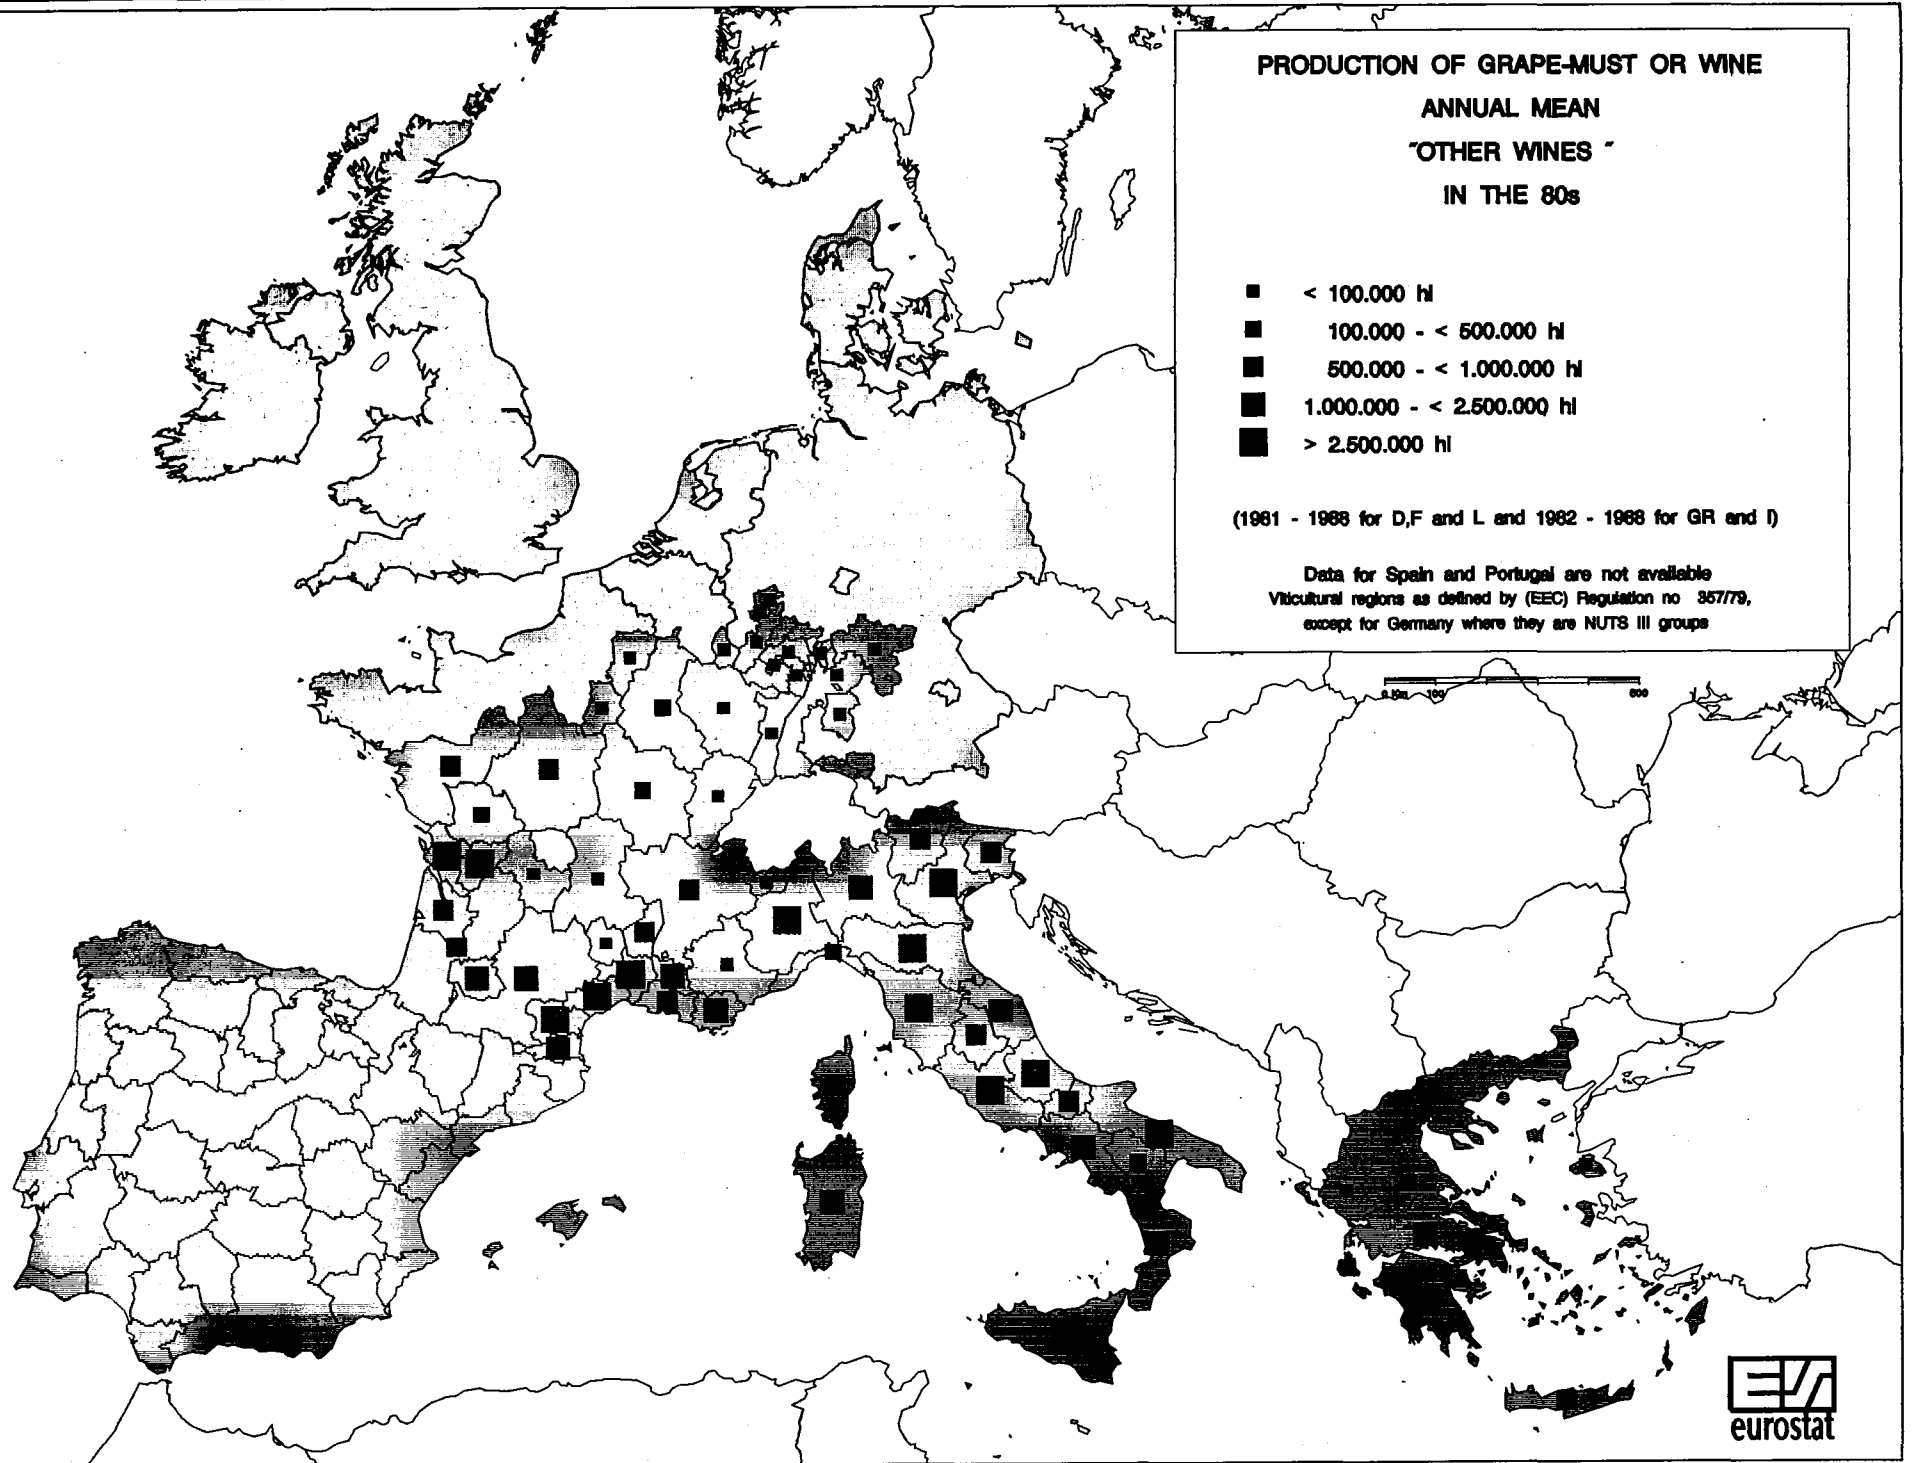 PRODUCTION OF GRAPE-MUST OR WINE
ANNUAL MEAN
"OTHER WINES "
IN THE 80s
< 100.000 hl
100.000 - < 500.000 hl
500.000 - < 1.000.000 hl
1.000.000 - < 2.500.000 hl
> 2.500.000 hl
(1981 - 1988 for D,F and L and 1982 - 1988 for GR and I)
Data for Spain and Portugal are not available
Viticultural regions as defined by (EEC) Regulation no 357/79,
except for Germany where they are NUTS III groups
0 Km 100 500
eurostat